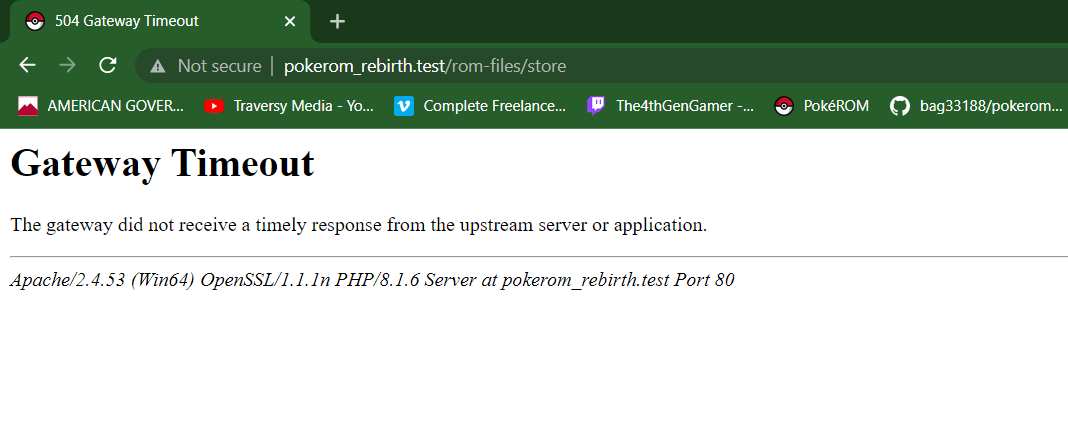 504 Gateway Timeout
Not secure | pokerom_rebirth.test/rom-files/store
AMERICAN GOVER... Traversy Media - Yo... Complete Freelance... The4thGenGamer -... PokéROM bag33188/pokerom...
Gateway Timeout
The gateway did not receive a timely response from the upstream server or application.
Apache/2.4.53 (Win64) OpenSSL/1.1.1n PHP/8.1.6 Server at pokerom_rebirth.test Port 80